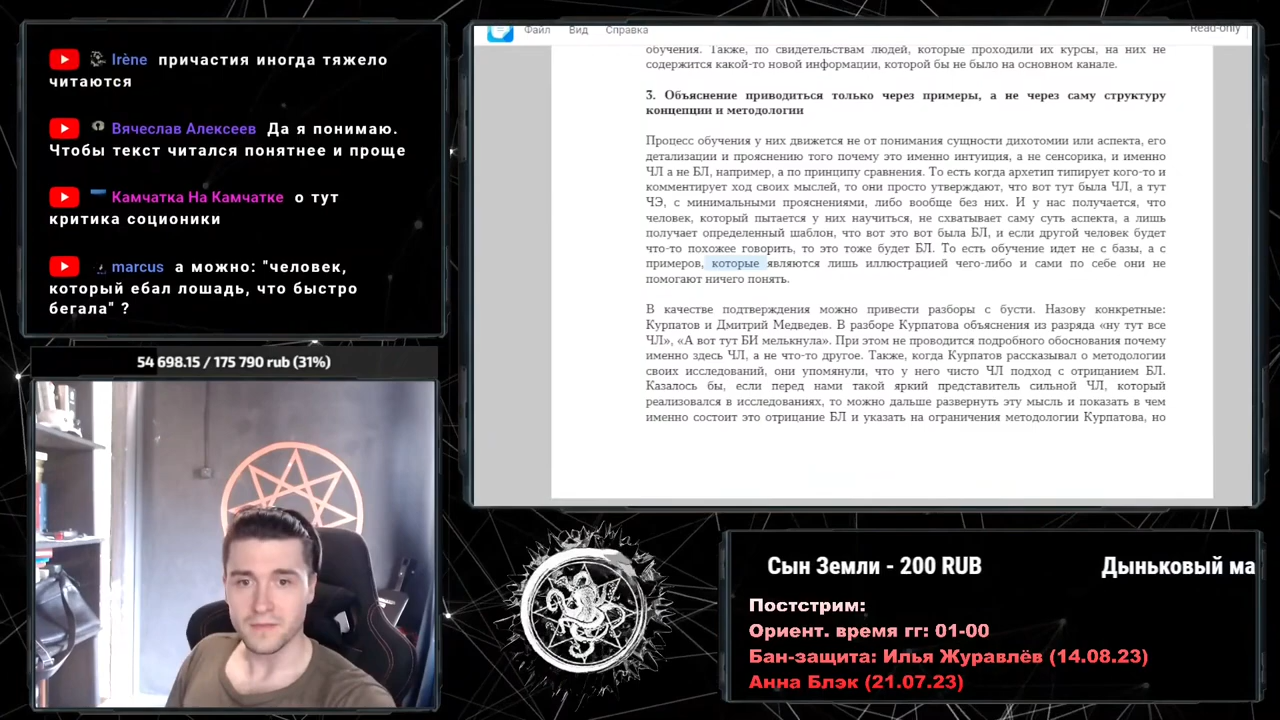 Irène причастия иногда тяжело
читаются
Вячеслав Алексеев Да я понимаю.
Чтобы текст читался понятнее и проще
Камчатка На Камчатке о тут
критика соционики
marcus а можно: "человек,
который ебал лошадь, что быстро
бегала" ?
54 698.15 / 175 790 rub (31%)
Файл Вид Справка Read-only
обучения. Также, по свидетельствам людей, которые проходили их курсы, на них не
содержится какой-то новой информации, которой бы не было на основном канале.
3. Объяснение приводиться только через примеры, а не через саму структуру
концепции и методологии
Процесс обучения у них движется не от понимания сущности дихотомии или аспекта, его
детализации и прояснению того почему это именно интуиция, а не сенсорика, и именно
ЧЛ а не БЛ, например, а по принципу сравнения. То есть когда архетип типирует кого-то и
комментирует ход своих мыслей, то они просто утверждают, что вот тут была ЧЛ, а тут
ЧЭ, с минимальными прояснениями, либо вообще без них. И у нас получается, что
человек, который пытается у них научиться, не схватывает саму суть аспекта, а лишь
получает определенный шаблон, что вот это вот была БЛ, и если другой человек будет
что-то похожее говорить, то это тоже будет БЛ. То есть обучение идет не с базы, а с
примеров, которые являются лишь иллюстрацией чего-либо и сами по себе они не
помогают ничего понять.
В качестве подтверждения можно привести разборы с бусти. Назову конкретные:
Курпатов и Дмитрий Медведев. В разборе Курпатова объяснения из разряда «ну тут все
ЧЛ», «А вот тут БИ мелькнула». При этом не проводится подробного обоснования почему
именно здесь ЧЛ, а не что-то другое. Также, когда Курпатов рассказывал о методологии
своих исследований, они упомянули, что у него чисто ЧЛ подход с отрицанием БЛ.
Казалось бы, если перед нами такой яркий представитель сильной ЧЛ, который
реализовался в исследованиях, то можно дальше развернуть эту мысль и показать в чем
именно состоит это отрицание БЛ и указать на ограничения методологии Курпатова, но
Сын Земли - 200 RUB Дыньковый ма
Постстрим:
Ориент. время гг: 01-00
Бан-защита: Илья Журавлёв (14.08.23)
Анна Блэк (21.07.23)